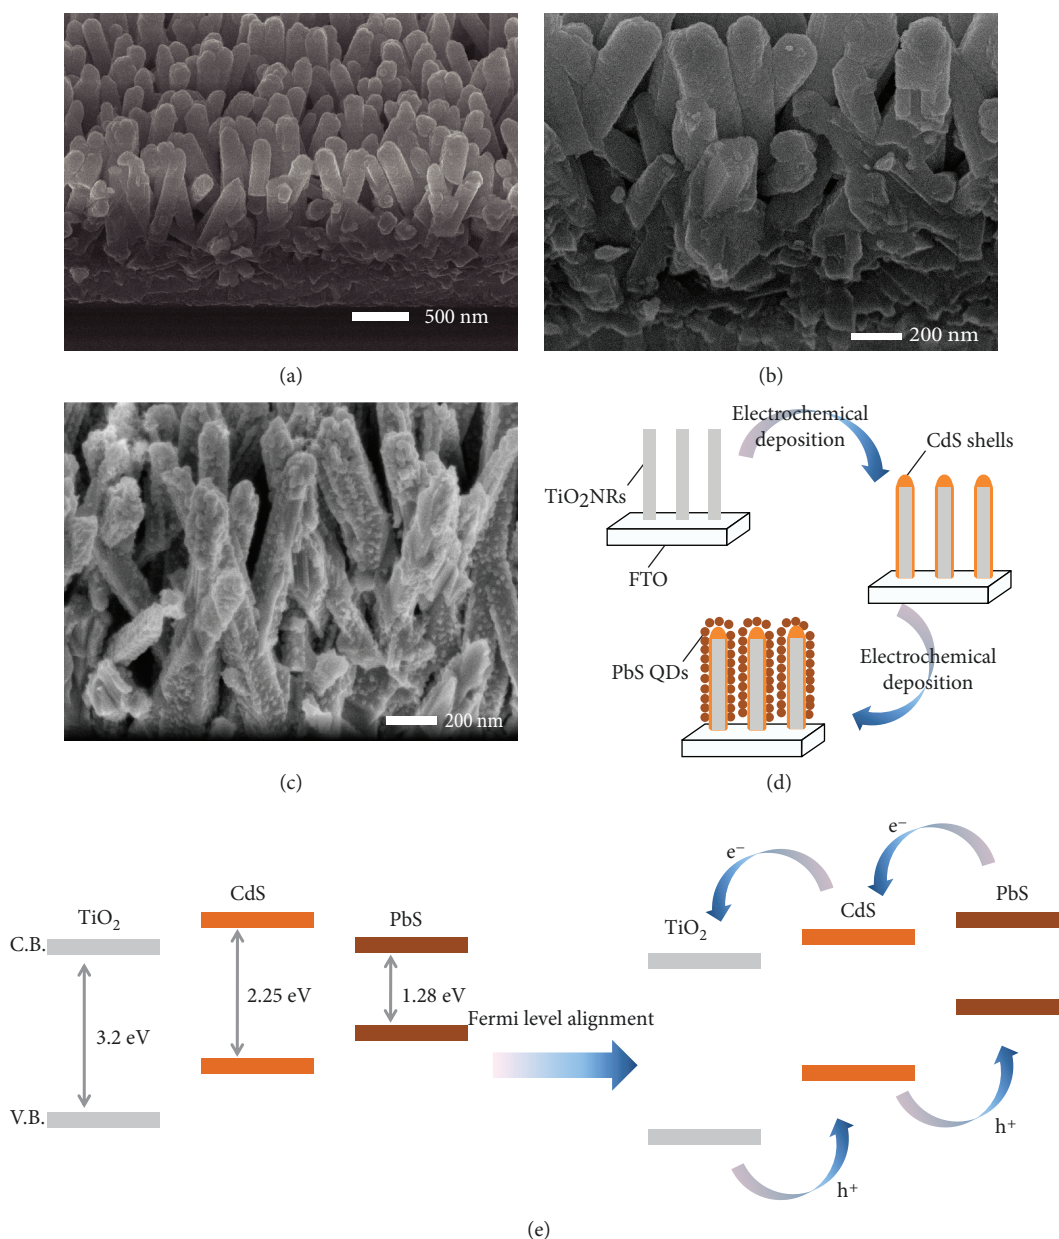 500 nm
(a)
200 nm
(b)
200 nm
(c)
Electrochemical
deposition
CdS shells
TiO₂NRs
FTO
PbS QDs
Electrochemical
deposition
(d)
TiO₂
C.B.
V.B.
3.2 eV
CdS
2.25 eV
PbS
1.28 eV
Fermi level alignment
TiO₂
e⁻
CdS
e⁻
PbS
h⁺
h⁺
(e)